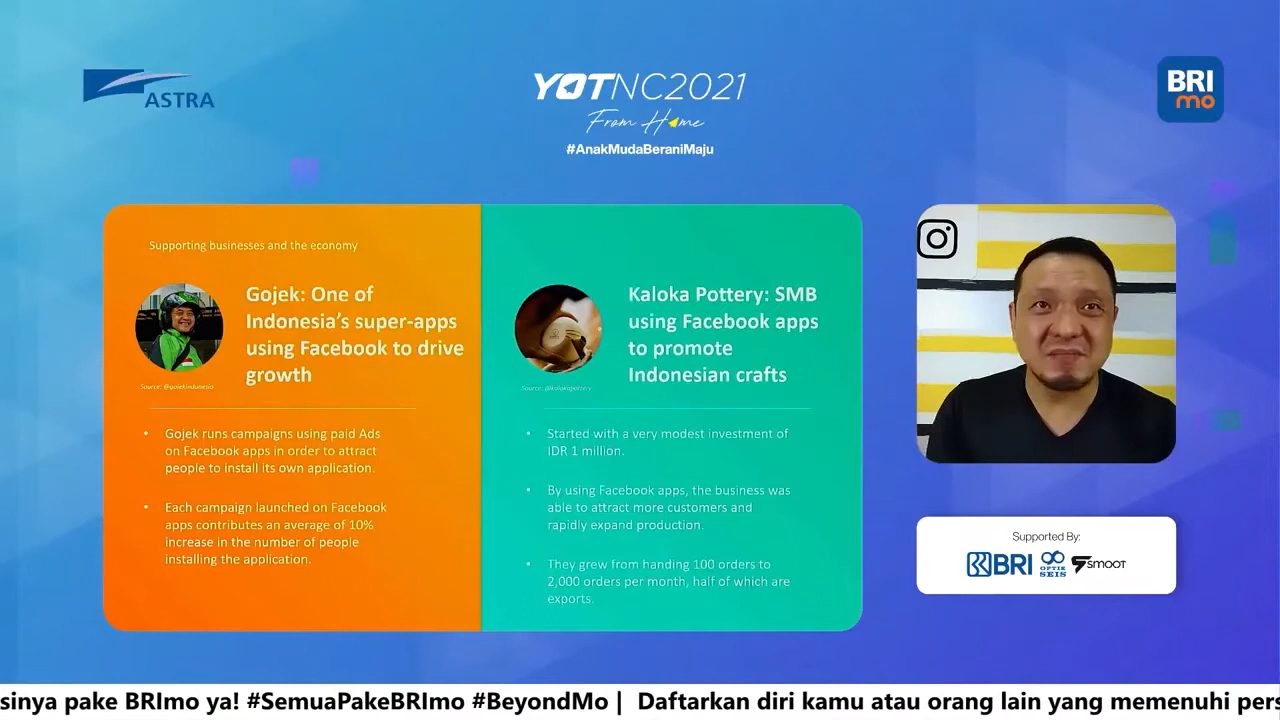 ASTRA
YOTNC2021
From Home
#AnakMudaBeraniMaju
BRI
mo
Supporting businesses and the economy
Gojek: One of
Indonesia's super-apps
using Facebook to drive
growth
Source: @gojekindonesia
Gojek runs campaigns using paid Ads
on Facebook apps in order to attract
people to install its own application.
Each campaign launched on Facebook
apps contributes an average of 10%
increase in the number of people
installing the application.
Kaloka Pottery: SMB
using Facebook apps
to promote
Indonesian crafts
Source: @kalokapottery
Started with a very modest investment of
IDR 1 million.
By using Facebook apps, the business was
able to attract more customers and
rapidly expand production.
They grew from handing 100 orders to
2,000 orders per month, half of which are
exports.
Supported By:
BRI
OPTIK
SEIS
SMOOT
sinya pake BRImo ya! #SemuaPakeBRImo #BeyondMo | Daftarkan diri kamu atau orang lain yang memenuhi pers